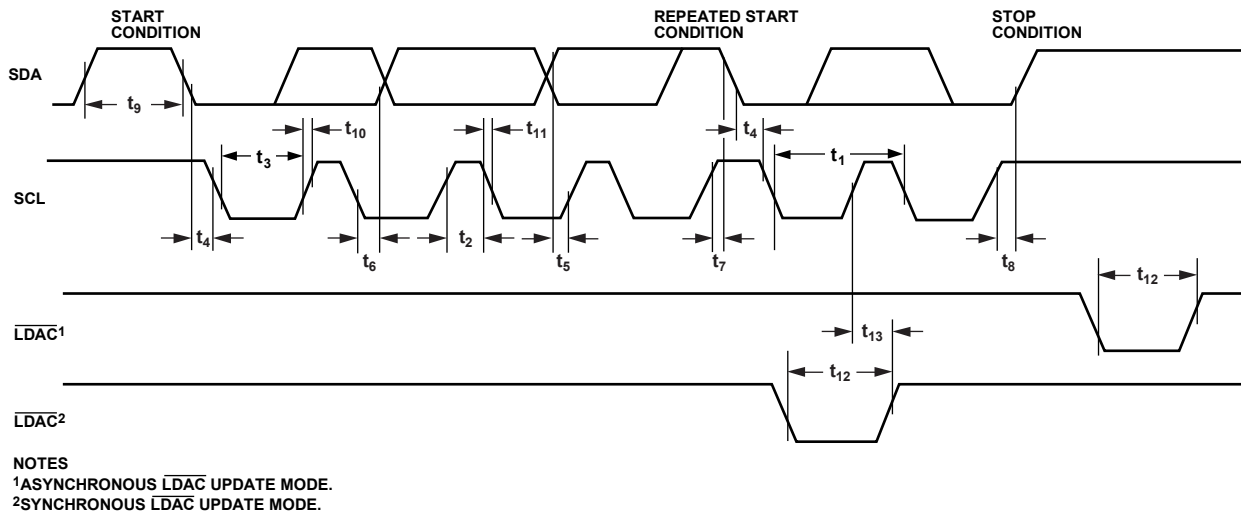 START
CONDITION
REPEATED START
CONDITION
STOP
CONDITION
SDA
t9
t10
t11
t4
t3
t1
SCL
t4
t6
t2
t5
t7
t8
t12
LDAC1
t13
t12
LDAC2
NOTES
1ASYNCHRONOUS LDAC UPDATE MODE.
2SYNCHRONOUS LDAC UPDATE MODE.